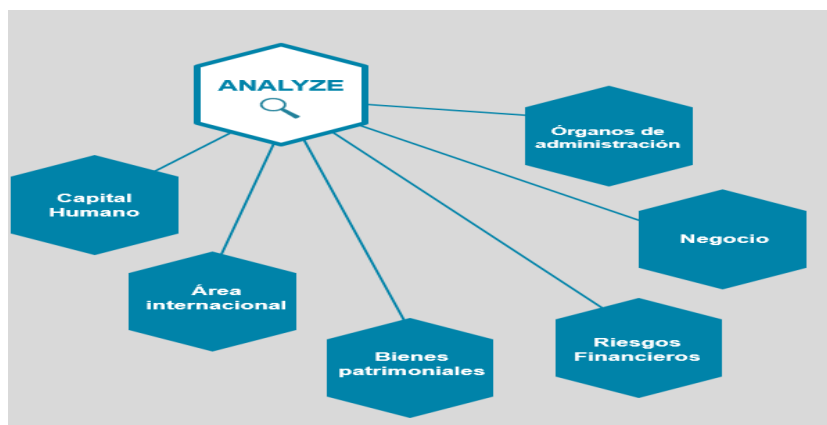 ANALYZE
Órganos de
administración
Capital
Humano
Negocio
Área
internacional
Riesgos
Financieros
Bienes
patrimoniales